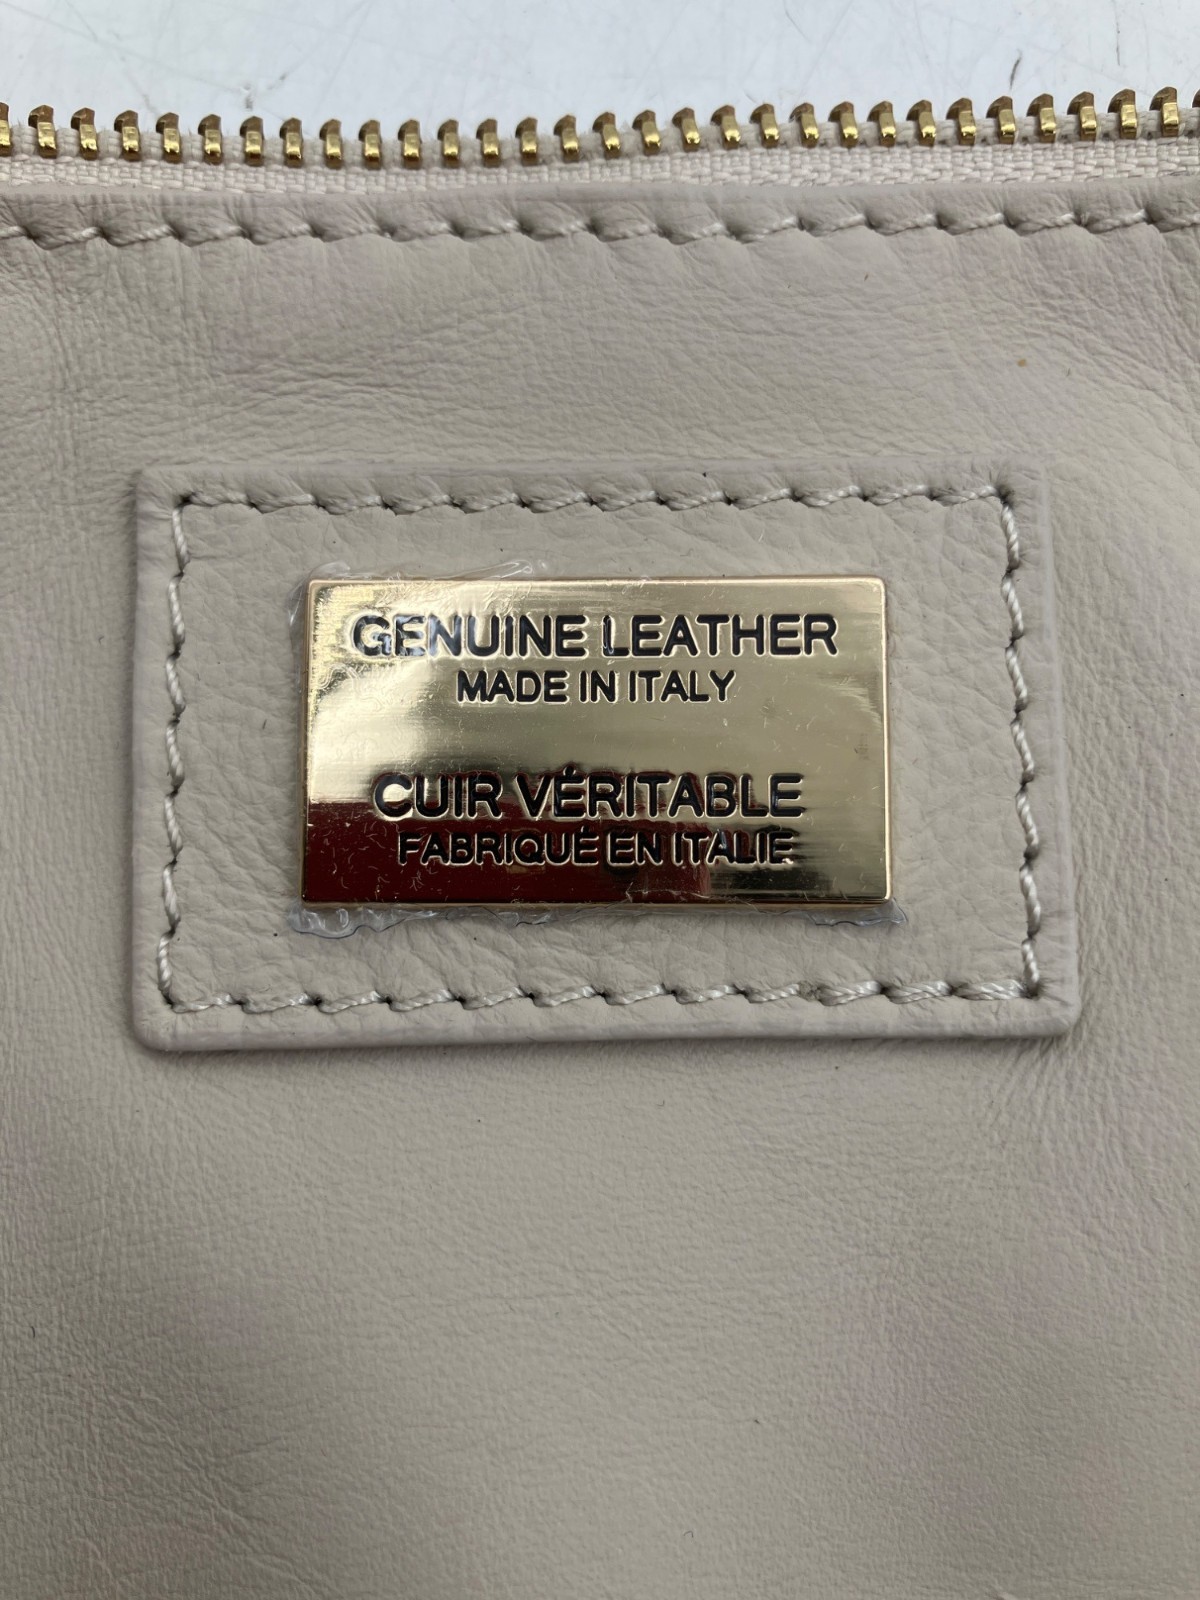 GENUINE LEATHER
MADE IN ITALY
CUIR VÉRITABLE
FABRIQUÉ EN ITALIE